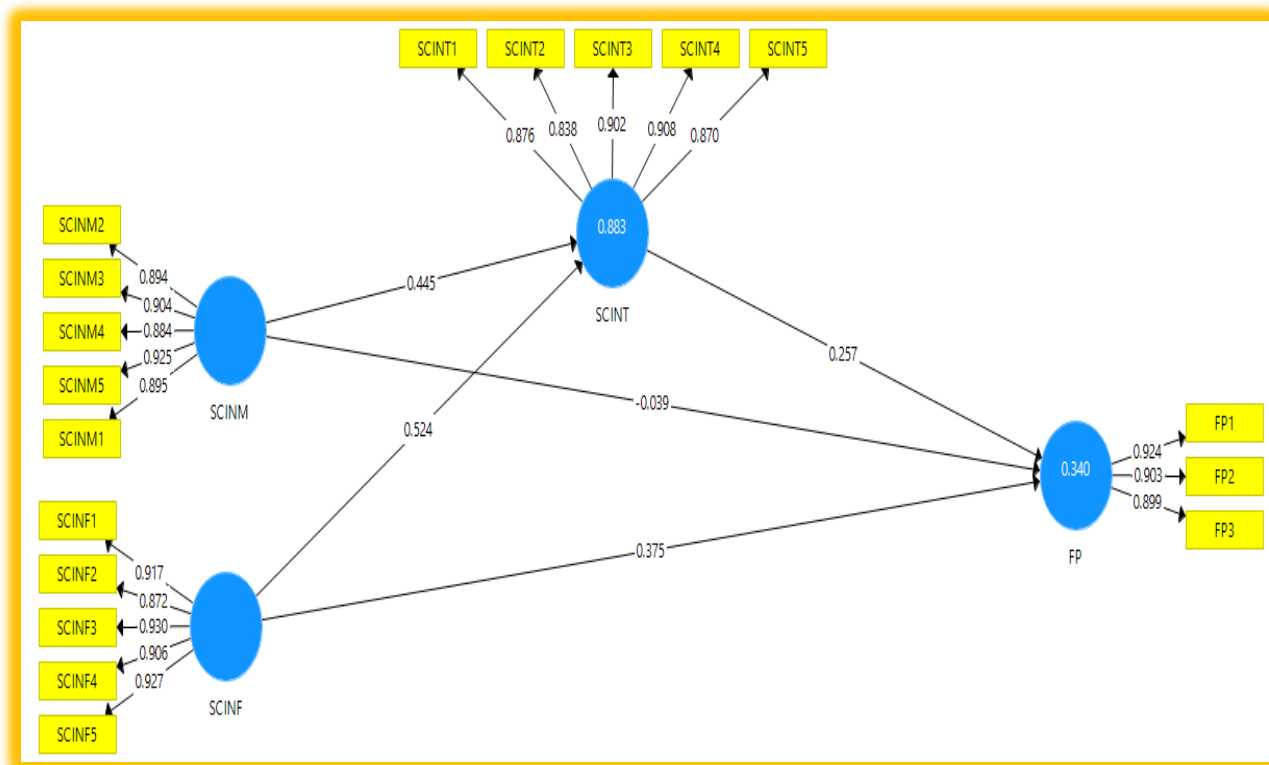 SCINT1 SCINT2 SCINT3 SCINT4 SCINT5
0.876 0.838 0.902 0.908 0.870
0.883
SCINT
SCINM2
SCINM3
SCINM4
SCINM5
SCINM1
0.894
0.904
0.884
0.925
0.895
SCINM
0.445
-0.039
0.257
0.524
0.375
SCINF1
SCINF2
SCINF3
SCINF4
SCINF5
0.917
0.872
0.930
0.906
0.927
SCINF
0.340
FP
0.924
0.903
0.899
FP1
FP2
FP3